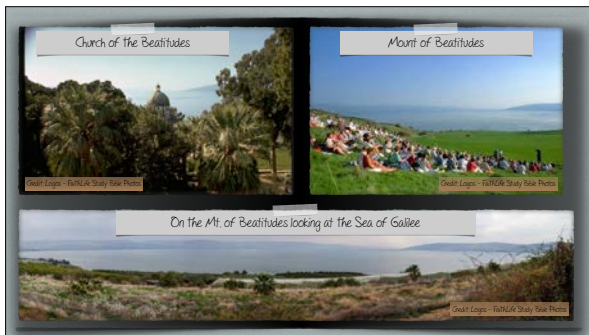 Church of the Beatitudes
Mount of Beatitudes
Credit: Logos - FaithLife Study Bible Photos
Credit: Logos - FaithLife Study Bible Photos
On the Mt. of Beatitudes looking at the Sea of Galilee
Credit: Logos - FaithLife Study Bible Photos